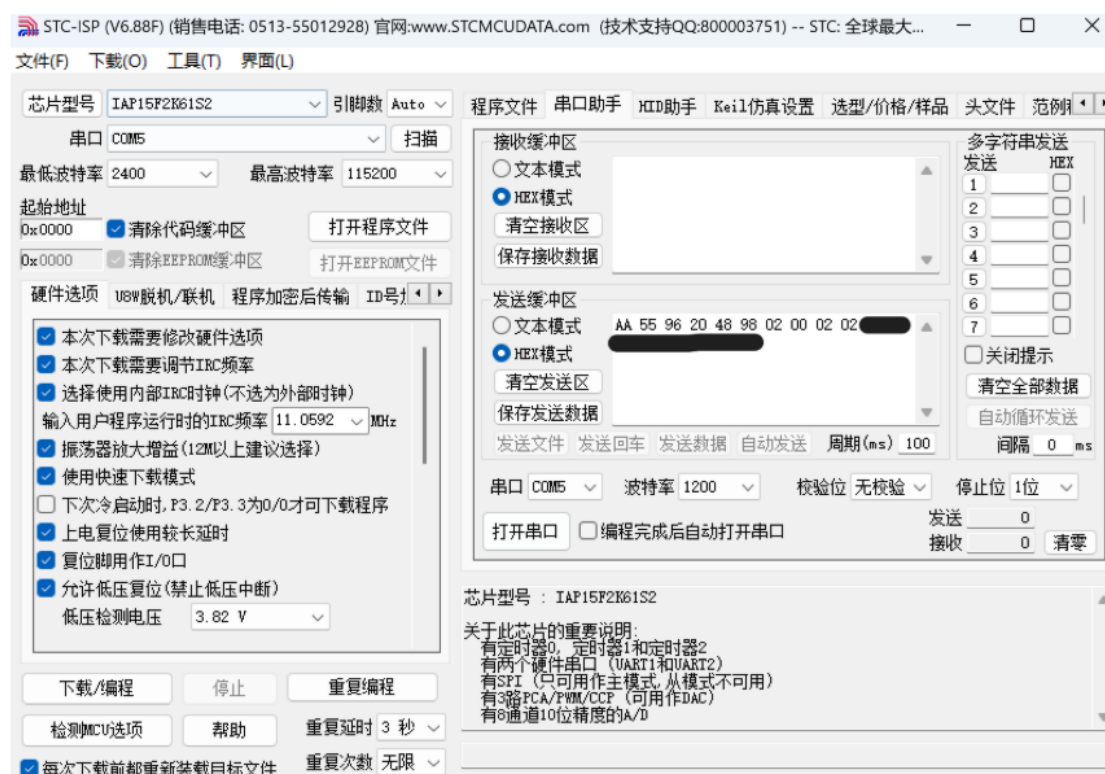 STC-ISP (V6.88F) (销售电话: 0513-55012928) 官网:www.STCMCUDATA.com (技术支持QQ:800003751) -- STC: 全球最大...
文件(F) 下载(O) 工具(T) 界面(L)
芯片型号 IAP15F2K61S2 引脚数 Auto
串口 COM5 扫描
最低波特率 2400 最高波特率 115200
起始地址
0x0000 清除代码缓冲区 打开程序文件
0x0000 清除EEPROM缓冲区 打开EEPROM文件
硬件选项 U8W脱机/联机 程序加密后传输 ID号
本次下载需要修改硬件选项
本次下载需要调节IRC频率
选择使用内部IRC时钟(不选为外部时钟)
输入用户程序运行时的IRC频率 11.0592 MHz
振荡器放大增益(12M以上建议选择)
使用快速下载模式
下次冷启动时,P3.2/P3.3为0/0才可下载程序
上电复位使用较长延时
复位脚用作I/O口
允许低压复位(禁止低压中断)
低压检测电压 3.82 V
下载/编程 停止 重复编程
检测MCU选项 帮助 重复延时 3 秒
每次下载前都重新装载目标文件 重复次数 无限
程序文件 串口助手 HID助手 Keil仿真设置 选型/价格/样品 头文件 范例
接收缓冲区
文本模式
HEX模式
清空接收区
保存接收数据
发送缓冲区
文本模式 AA 55 96 20 48 98 02 00 02 02
HEX模式
清空发送区
保存发送数据
发送文件 发送回车 发送数据 自动发送 周期(ms) 100
多字符串发送
发送 HEX
1
2
3
4
5
6
7
关闭提示
清空全部数据
自动循环发送
间隔 0 ms
串口 COM5 波特率 1200 校验位 无校验 停止位 1位
打开串口 编程完成后自动打开串口
发送 0
接收 0 清零
芯片型号 : IAP15F2K61S2
关于此芯片的重要说明:
有定时器0, 定时器1和定时器2
有两个硬件串口 (UART1和UART2)
有SPI (只可用作主模式,从模式不可用)
有3路PCA/PWM/CCP (可用作DAC)
有8通道10位精度的A/D